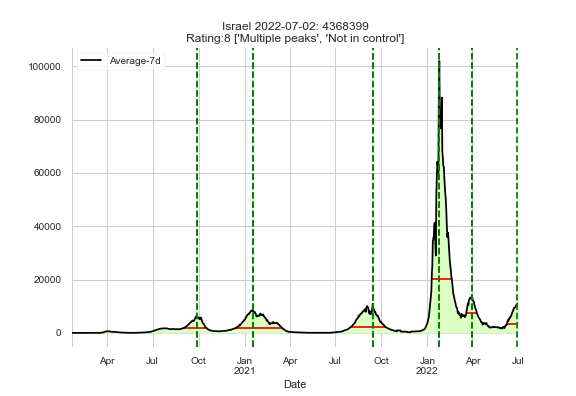 Israel 2022-07-02: 4368399
Rating:8 ['Multiple peaks', 'Not in control']
Average-7d
100000
80000
60000
40000
20000
0
Apr Jul Oct Jan Apr Jul Oct Jan Apr Jul
2021 2022
Date